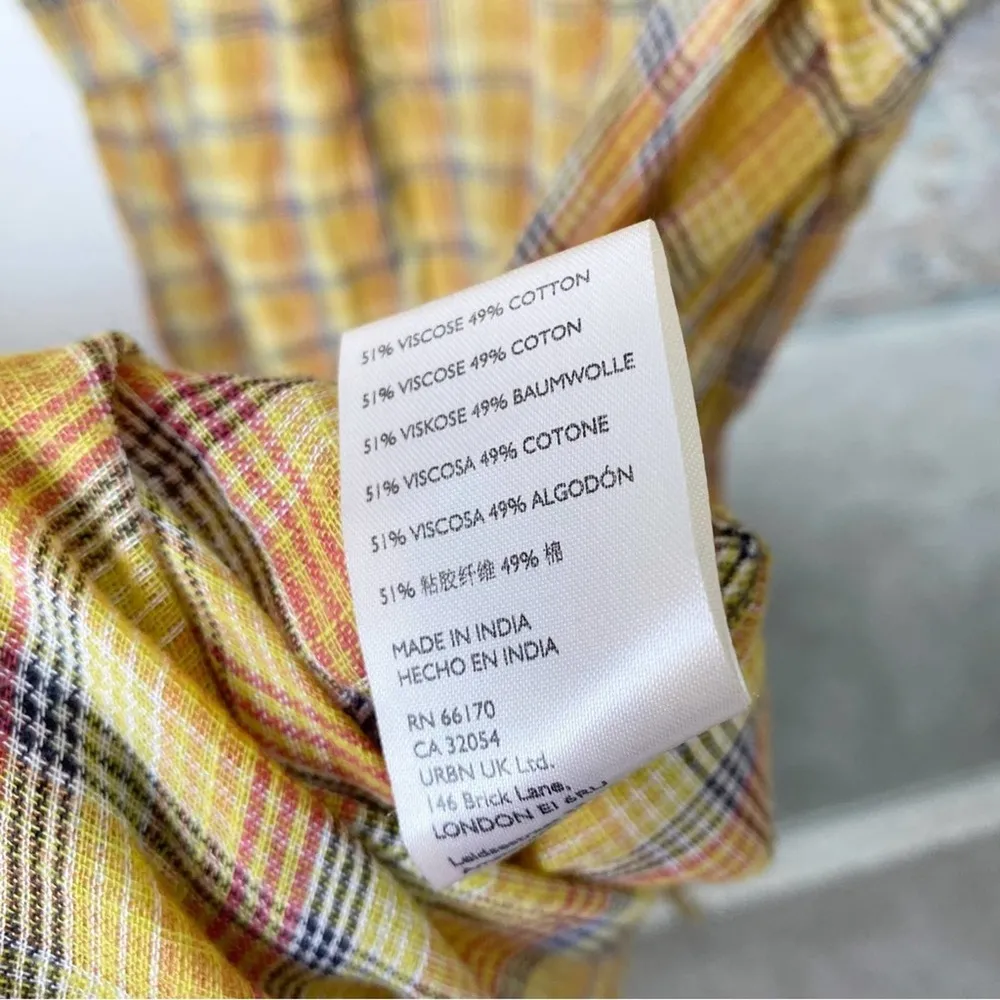 51% VISCOSE 49% COTTON
51% VISCOSE 49% COTON
51% VISKOSE 49% BAUMWOLLE
51% VISCOSA 49% COTONE
51% VISCOSA 49% ALGODÓN
51% 粘胶纤维 49% 棉
MADE IN INDIA
HECHO EN INDIA
RN 66170
CA 32054
URBN UK Ltd.
146 Brick Lane,
LONDON E1 6RU